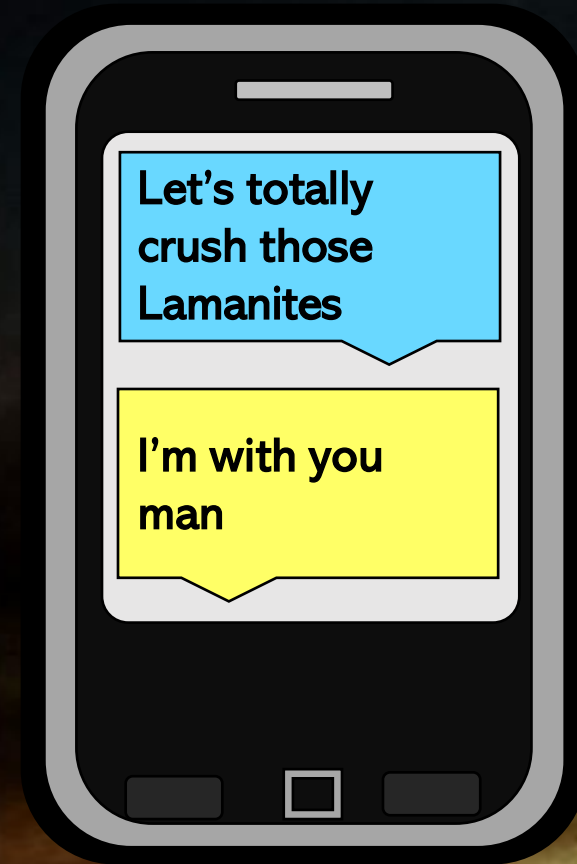 Let’s totally
crush those
Lamanites
I’m with you
man